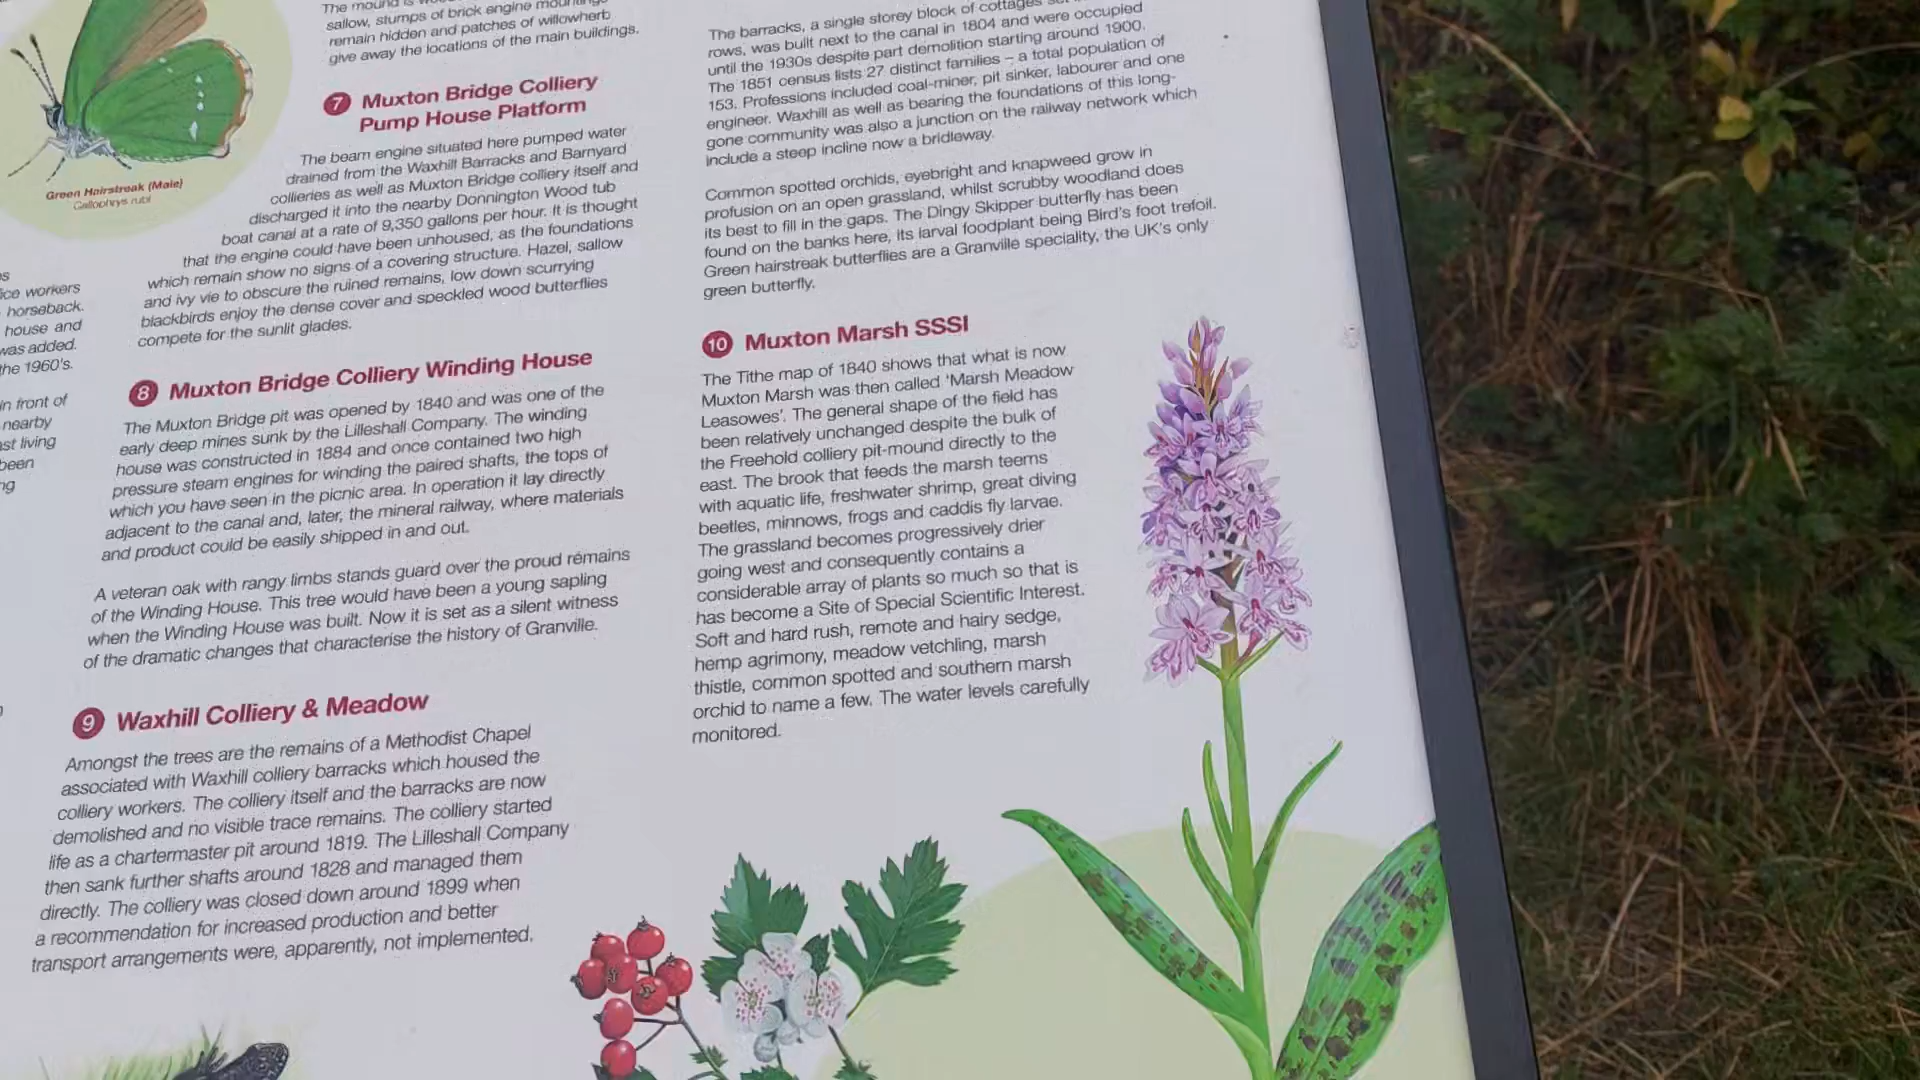 The mound is
sallow, stumps of brick engine mountings
remain hidden and patches of willowherb
give away the locations of the main buildings.
Green Hairstreak (Male)
Callophrys rubi
7 Muxton Bridge Colliery
Pump House Platform
The beam engine situated here pumped water
drained from the Waxhill Barracks and Barnyard
collieries as well as Muxton Bridge colliery itself and
discharged it into the nearby Donnington Wood tub
boat canal at a rate of 9,350 gallons per hour. It is thought
that the engine could have been unhoused, as the foundations
which remain show no signs of a covering structure. Hazel, sallow
and ivy vie to obscure the ruined remains, low down scurrying
blackbirds enjoy the dense cover and speckled wood butterflies
compete for the sunlit glades.
workers
horseback.
house and
was added.
the 1960's.
in front of
nearby
living
been
8 Muxton Bridge Colliery Winding House
The Muxton Bridge pit was opened by 1840 and was one of the
early deep mines sunk by the Lilleshall Company. The winding
house was constructed in 1884 and once contained two high
pressure steam engines for winding the paired shafts, the tops of
which you have seen in the picnic area. In operation it lay directly
adjacent to the canal and, later, the mineral railway, where materials
and product could be easily shipped in and out.
A veteran oak with rangy limbs stands guard over the proud remains
of the Winding House. This tree would have been a young sapling
when the Winding House was built. Now it is set as a silent witness
of the dramatic changes that characterise the history of Granville.
9 Waxhill Colliery & Meadow
Amongst the trees are the remains of a Methodist Chapel
associated with Waxhill colliery barracks which housed the
colliery workers. The colliery itself and the barracks are now
demolished and no visible trace remains. The colliery started
life as a chartermaster pit around 1819. The Lilleshall Company
then sank further shafts around 1828 and managed them
directly. The colliery was closed down around 1899 when
a recommendation for increased production and better
transport arrangements were, apparently, not implemented.
The barracks, a single storey block of cottages set
rows, was built next to the canal in 1804 and were occupied
until the 1930s despite part demolition starting around 1900.
The 1851 census lists 27 distinct families – a total population of
153. Professions included coal-miner, pit sinker, labourer and one
engineer. Waxhill as well as bearing the foundations of this long-
gone community was also a junction on the railway network which
include a steep incline now a bridleway.
Common spotted orchids, eyebright and knapweed grow in
profusion on an open grassland, whilst scrubby woodland does
its best to fill in the gaps. The Dingy Skipper butterfly has been
found on the banks here, its larval foodplant being Bird's foot trefoil.
Green hairstreak butterflies are a Granville speciality, the UK's only
green butterfly.
10 Muxton Marsh SSSI
The Tithe map of 1840 shows that what is now
Muxton Marsh was then called 'Marsh Meadow
Leasowes'. The general shape of the field has
been relatively unchanged despite the bulk of
the Freehold colliery pit-mound directly to the
east. The brook that feeds the marsh teems
with aquatic life, freshwater shrimp, great diving
beetles, minnows, frogs and caddis fly larvae.
The grassland becomes progressively drier
going west and consequently contains a
considerable array of plants so much so that is
has become a Site of Special Scientific Interest.
Soft and hard rush, remote and hairy sedge,
hemp agrimony, meadow vetchling, marsh
thistle, common spotted and southern marsh
orchid to name a few. The water levels carefully
monitored.